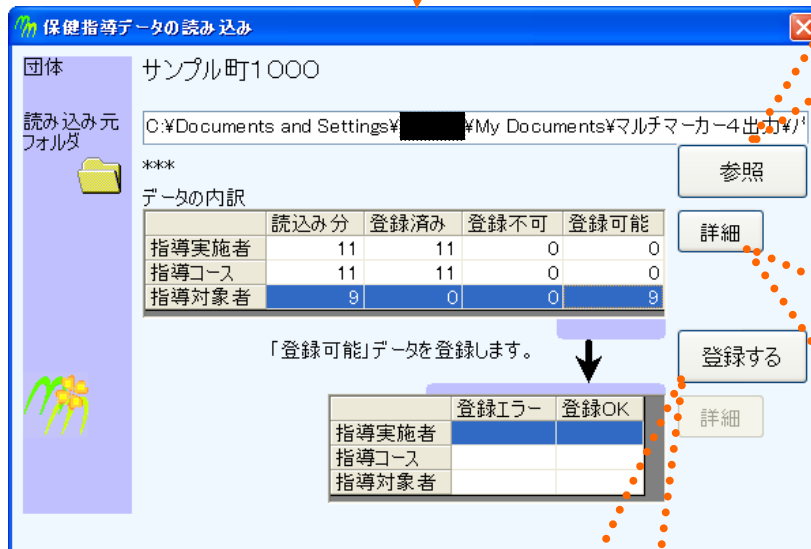 保健指導データの読み込み
団体 サンプル町1000
読み込み元
フォルダ
C:¥Documents and Settings¥ ¥My Documents¥マルチマーカー4出力¥パ
***
参照
データの内訳
読込み分 登録済み 登録不可 登録可能
詳細
指導実施者 11 11 0 0
指導コース 11 11 0 0
指導対象者 9 0 0 9
「登録可能」データを登録します。
登録する
登録エラー 登録OK
詳細
指導実施者
指導コース
指導対象者